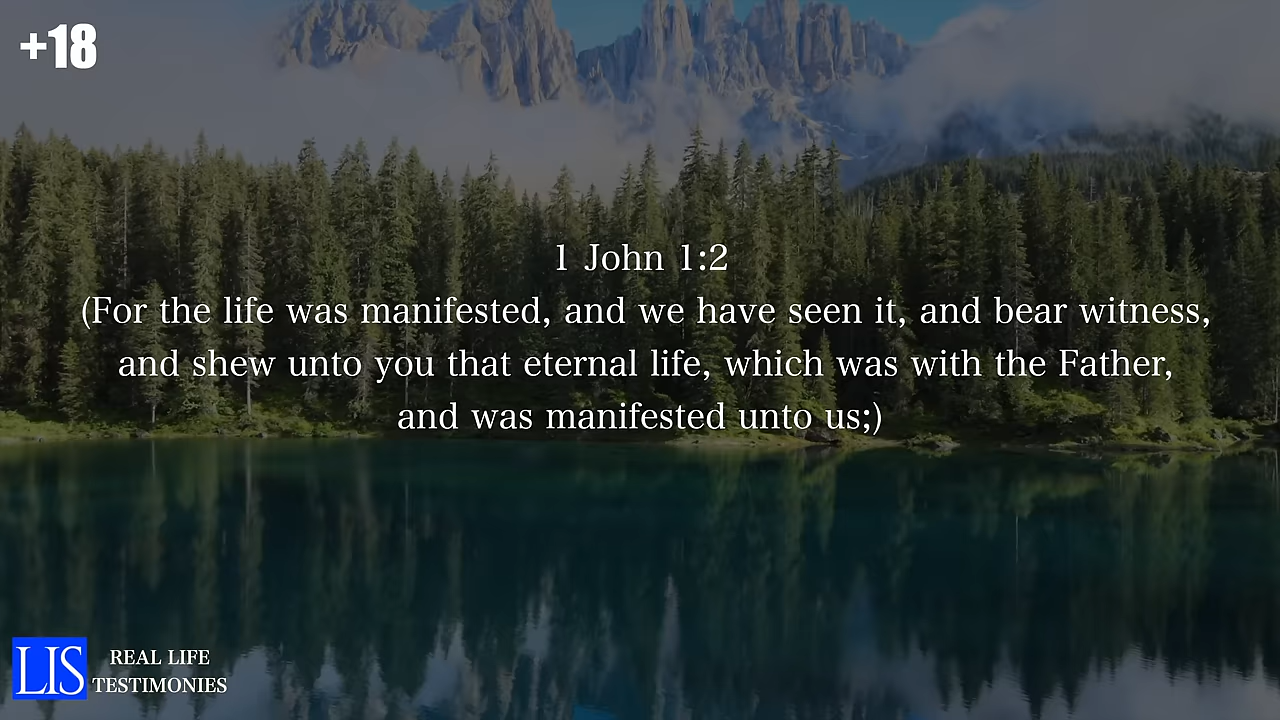 +18
1 John 1:2
(For the life was manifested, and we have seen it, and bear witness,
and shew unto you that eternal life, which was with the Father,
and was manifested unto us;)
LIS
REAL LIFE
TESTIMONIES